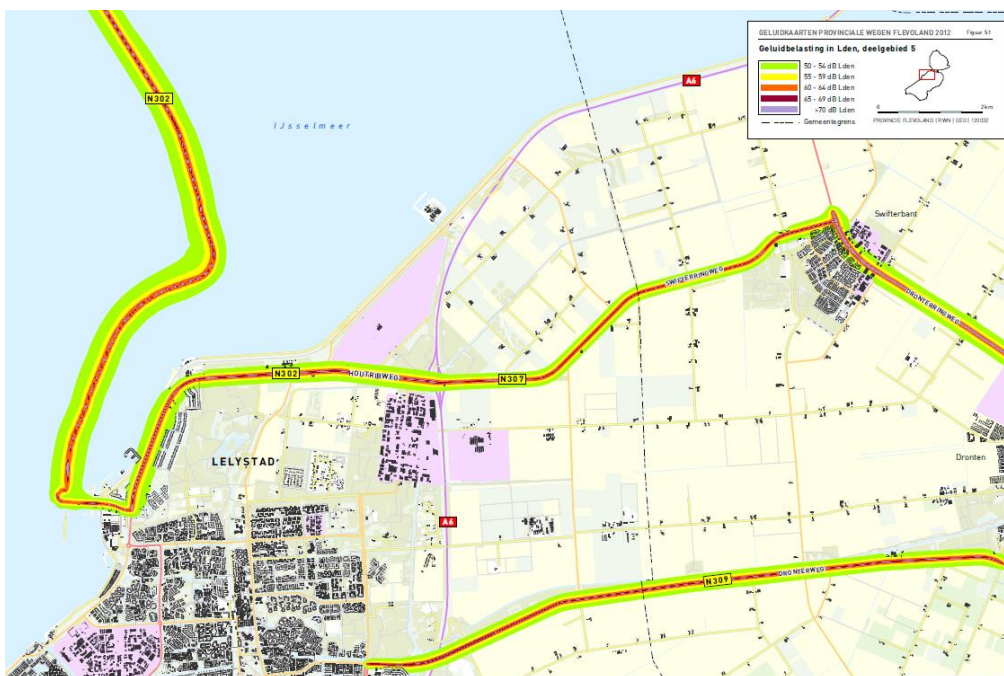 GELUIDKAARTEN PROVINCIALE WEGEN FLEVOLAND 2012 Figuur 5.1
Geluidbelasting in Lden, deelgebied 5
50 - 54 dB Lden
55 - 59 dB Lden
60 - 64 dB Lden
65 - 69 dB Lden
>70 dB Lden
Gemeentegrens
0 2km
PROVINCIE FLEVOLAND | RWN | GEO | 123032
A6
N302
IJsselmeer
Swifterbant
SWIFTERRINGWEG
DRONTERRINGWEG
N302
HOUTRIBWEG
N307
LELYSTAD
Dronten
A6
N309
DRONTERWEG